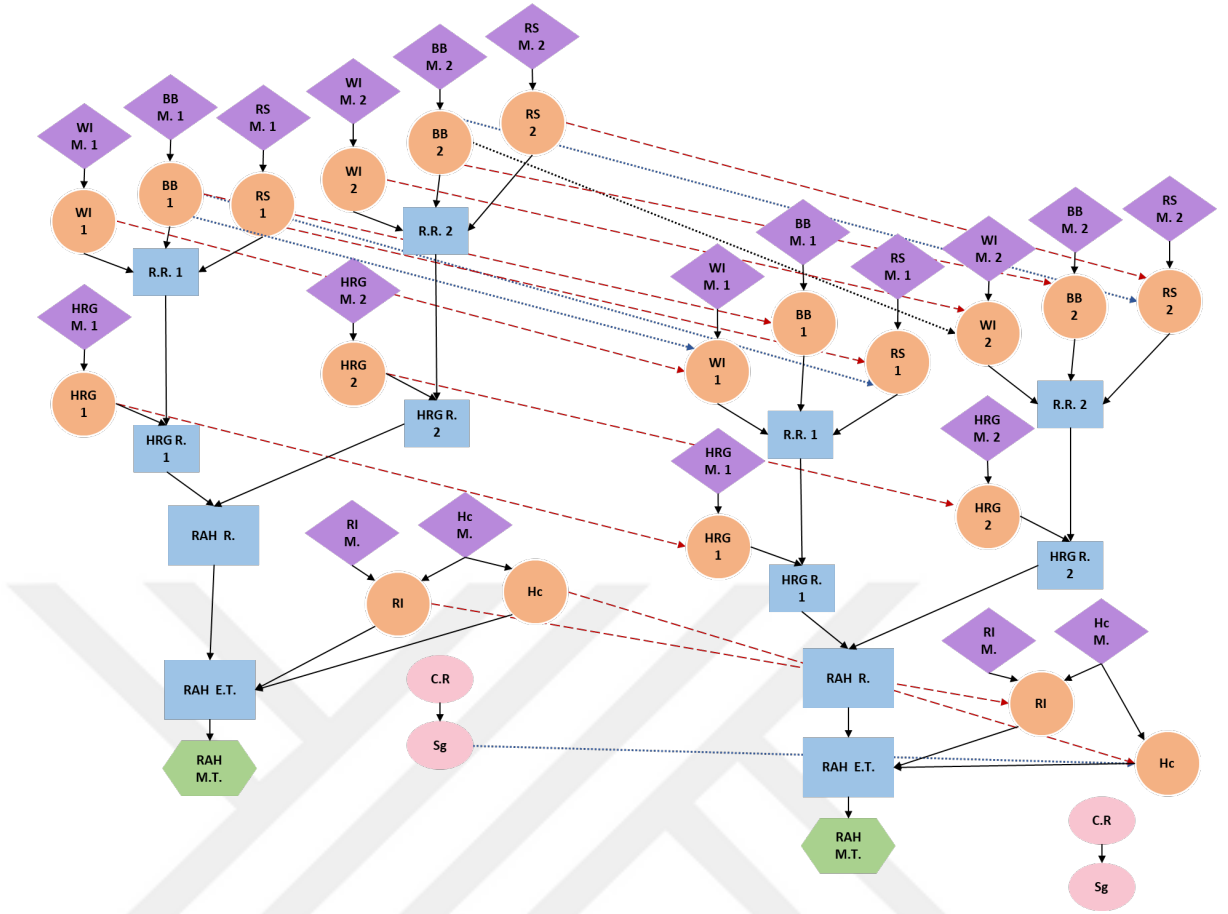 RS
M. 2
BB
M. 2
WI
M. 2
BB
M. 1
RS
M. 1
WI
M. 1
RS
2
BB
2
WI
2
BB
1
RS
1
WI
1
R.R. 2
R.R. 1
HRG
M. 2
HRG
M. 1
HRG
2
HRG
1
HRG R.
2
HRG R.
1
RAH R.
RI
M.
Hc
M.
RI
Hc
RAH E.T.
RAH
M.T.
C.R
Sg
RS
M. 2
BB
M. 2
WI
M. 2
BB
M. 1
RS
M. 1
WI
M. 1
RS
2
BB
2
WI
2
BB
1
RS
1
WI
1
R.R. 2
R.R. 1
HRG
M. 2
HRG
M. 1
HRG
2
HRG
1
HRG R.
2
HRG R.
1
RAH R.
RI
M.
Hc
M.
RI
Hc
RAH E.T.
RAH
M.T.
C.R
Sg